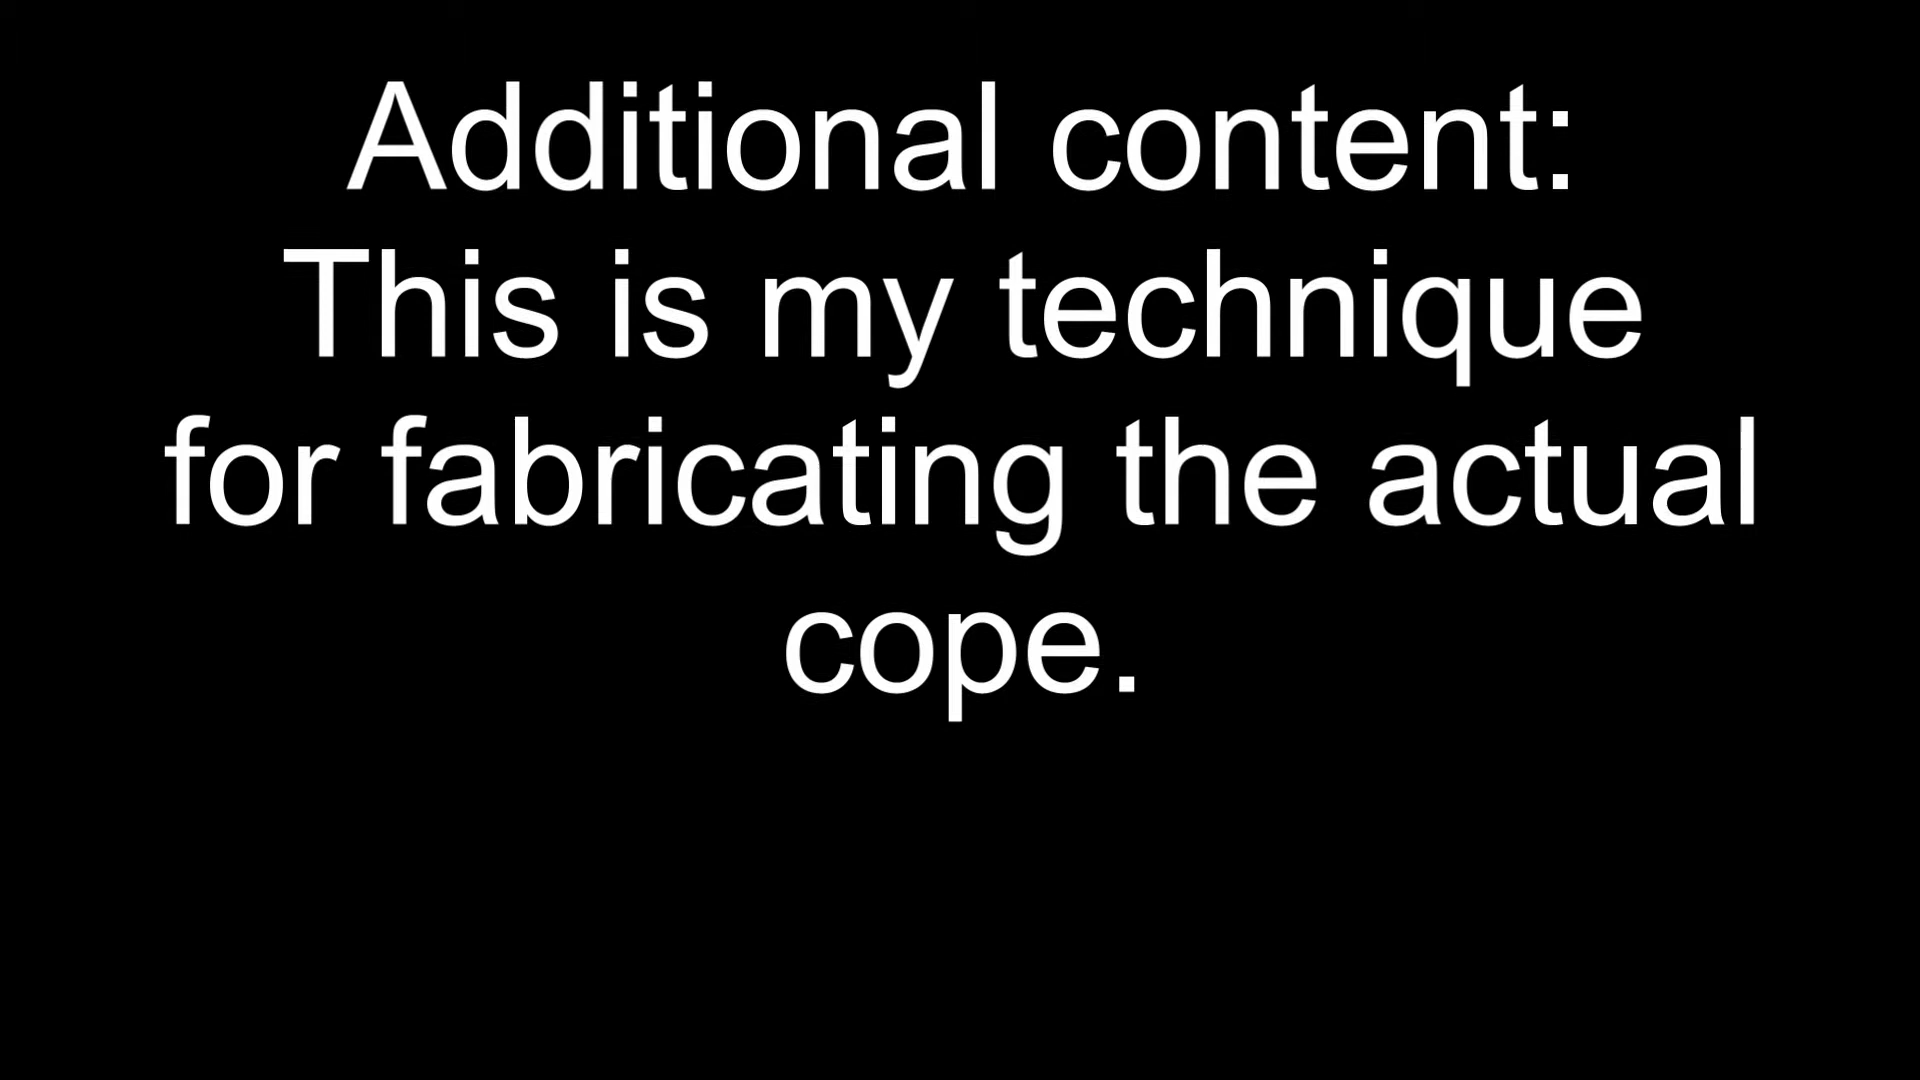 Additional content:
This is my technique
for fabricating the actual
cope.